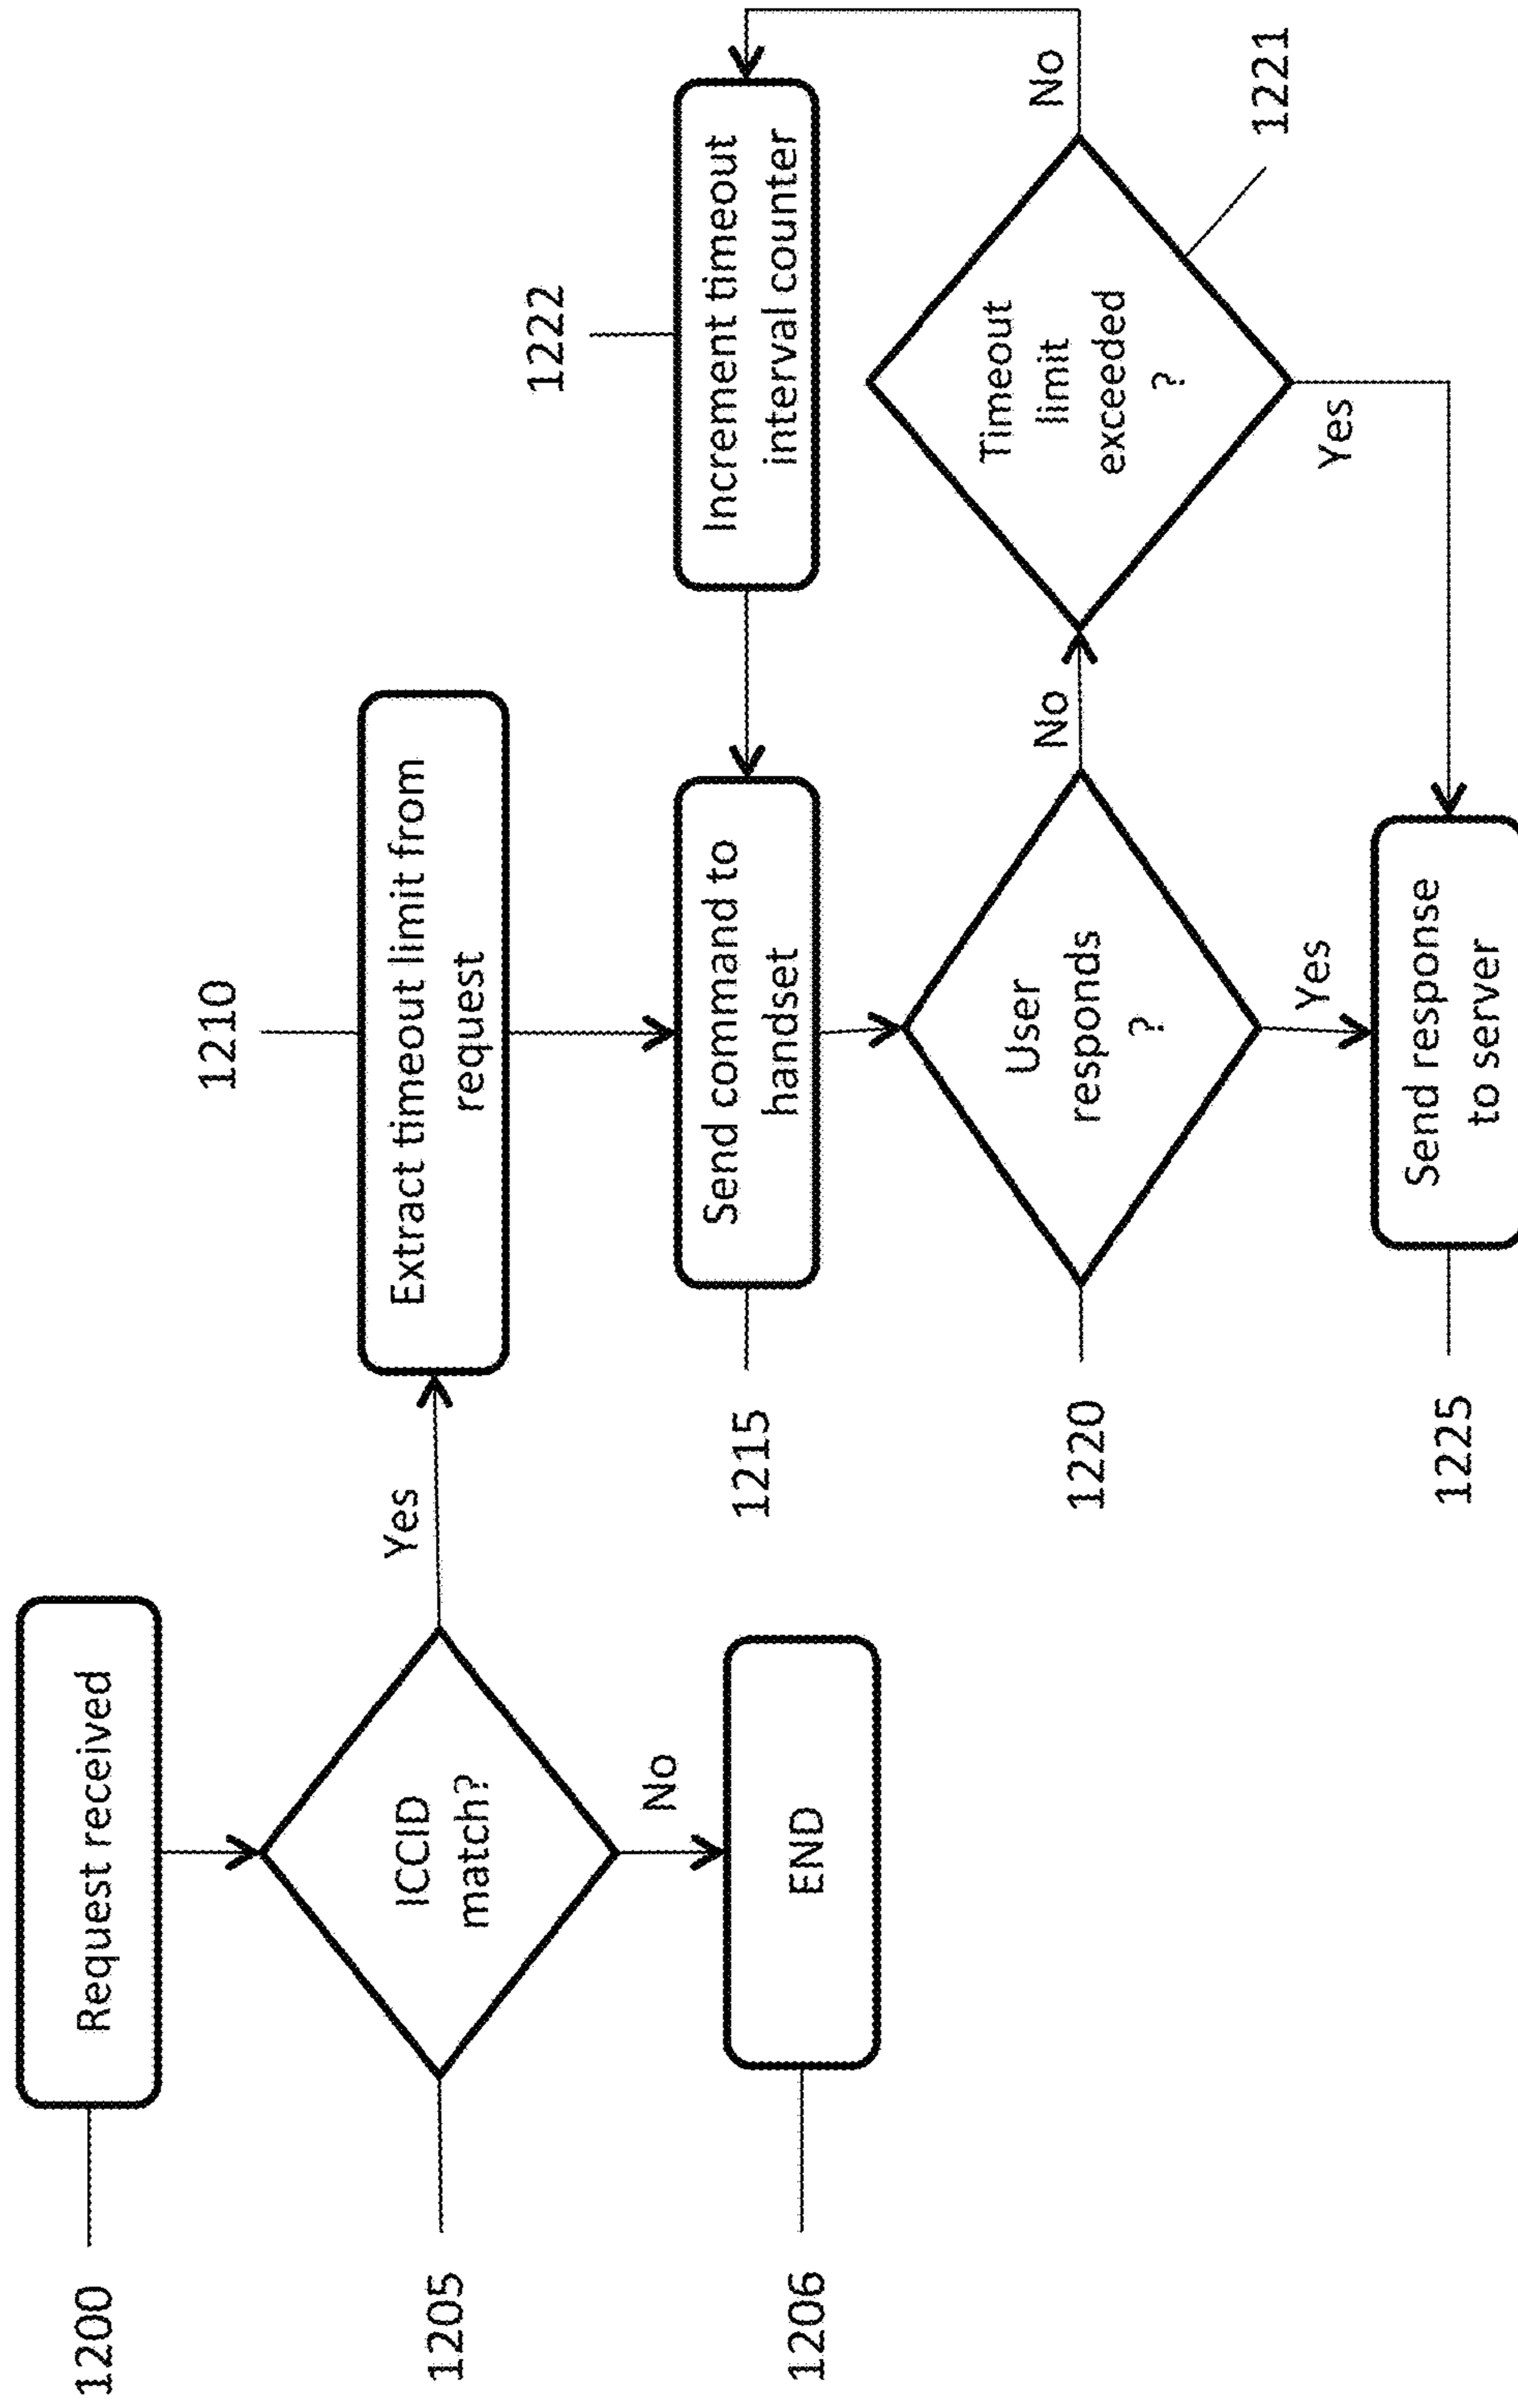 1200
Request received
1205
ICCID
match?
Yes
No
1206
END
1210
Extract timeout limit from
request
1215
Send command to
handset
1222
Increment timeout
interval counter
1220
User
responds
?
No
Yes
Timeout
limit
exceeded
?
1221
No
Yes
1225
Send response
to server